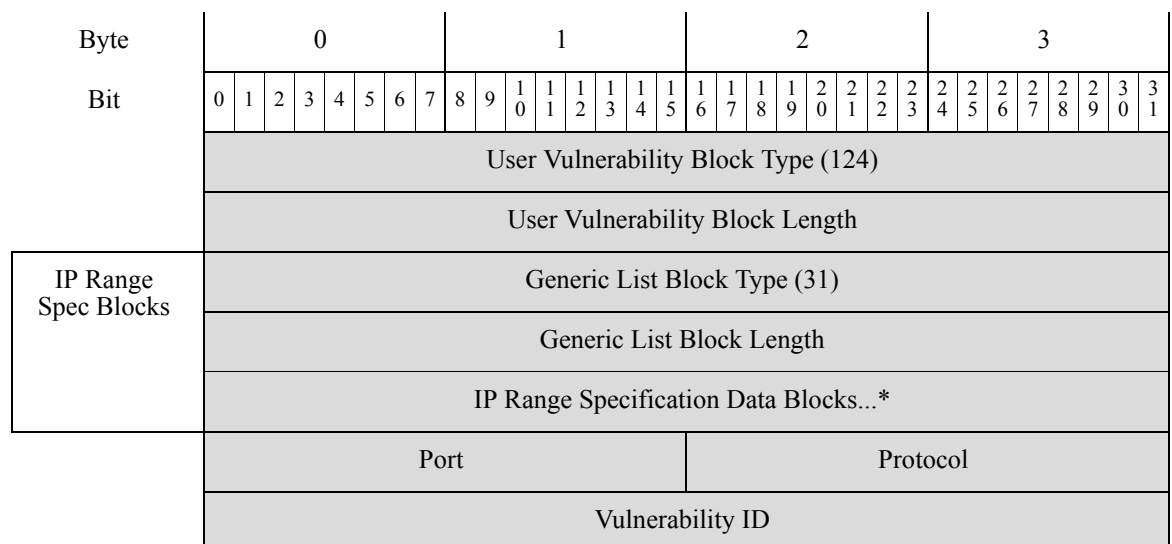 Byte 0 1 2 3
Bit 0 1 2 3 4 5 6 7 8 9 10 11 12 13 14 15 16 17 18 19 20 21 22 23 24 25 26 27 28 29 30 31
User Vulnerability Block Type (124)
User Vulnerability Block Length
IP Range
Spec Blocks
Generic List Block Type (31)
Generic List Block Length
IP Range Specification Data Blocks...*
Port Protocol
Vulnerability ID